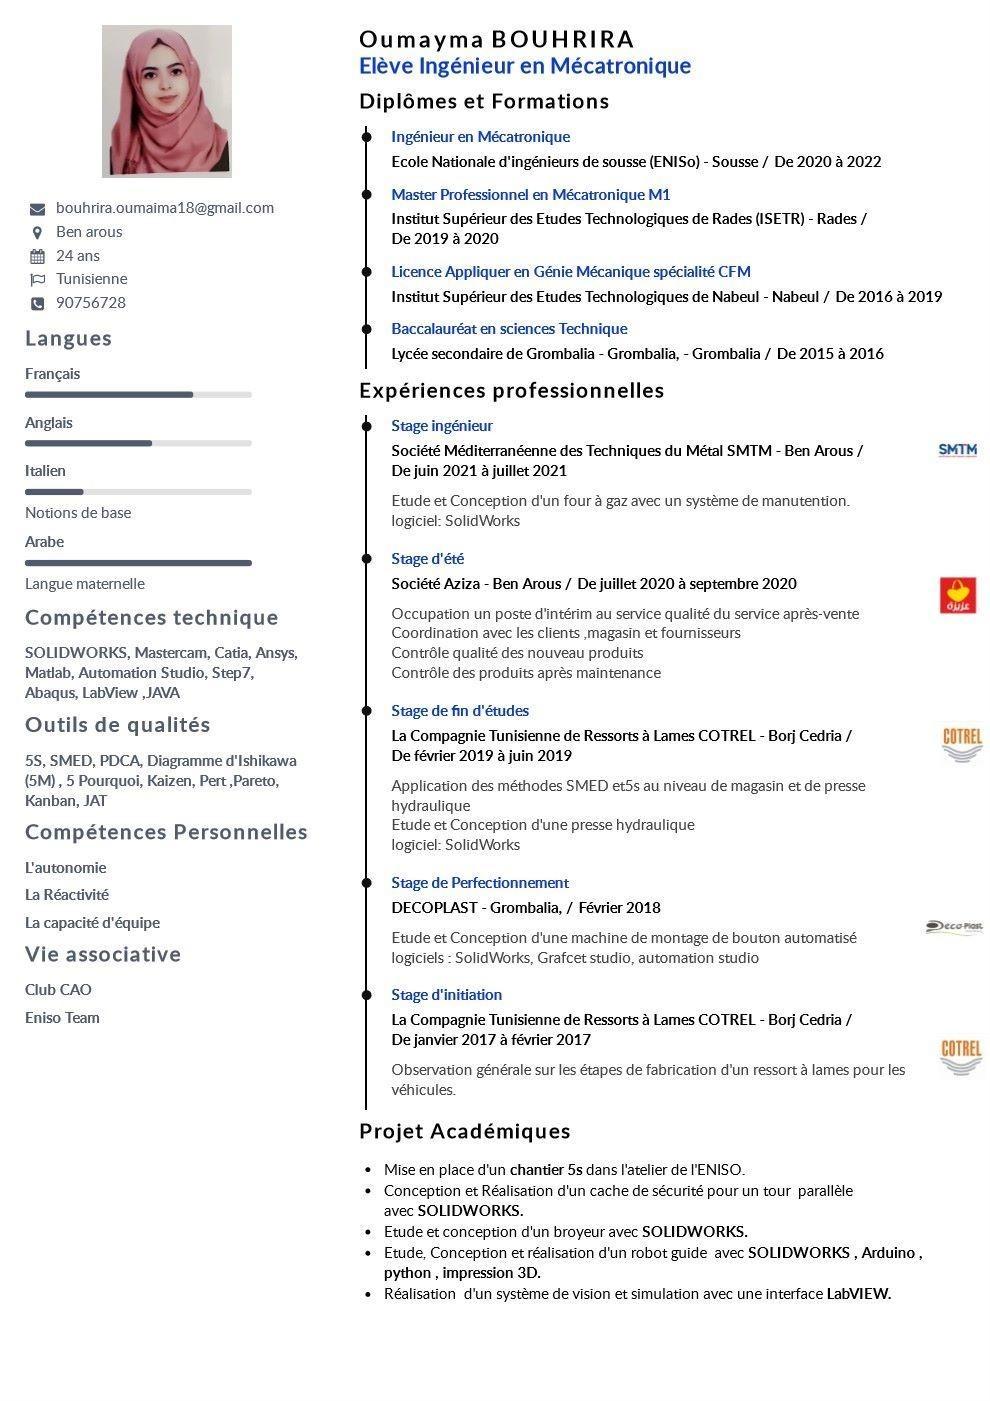 Oumayma BOUHRIRA
Elève Ingénieur en Mécatronique
bouhrira.oumaima18@gmail.com
Ben arous
24 ans
Tunisienne
90756728
Langues
Français
Anglais
Italien
Notions de base
Arabe
Langue maternelle
Compétences technique
SOLIDWORKS, Mastercam, Catia, Ansys,
Matlab, Automation Studio, Step7,
Abaqus, LabView ,JAVA
Outils de qualités
5S, SMED, PDCA, Diagramme d'Ishikawa
(5M) , 5 Pourquoi, Kaizen, Pert ,Pareto,
Kanban, JAT
Compétences Personnelles
L'autonomie
La Réactivité
La capacité d'équipe
Vie associative
Club CAO
Eniso Team
Diplômes et Formations
Ingénieur en Mécatronique
Ecole Nationale d'ingénieurs de sousse (ENISo) - Sousse / De 2020 à 2022
Master Professionnel en Mécatronique M1
Institut Supérieur des Etudes Technologiques de Rades (ISETR) - Rades /
De 2019 à 2020
Licence Appliquer en Génie Mécanique spécialité CFM
Institut Supérieur des Etudes Technologiques de Nabeul - Nabeul / De 2016 à 2019
Baccalauréat en sciences Technique
Lycée secondaire de Grombalia - Grombalia, - Grombalia / De 2015 à 2016
Expériences professionnelles
Stage ingénieur
Société Méditerranéenne des Techniques du Métal SMTM - Ben Arous /
De juin 2021 à juillet 2021
SMTM
Etude et Conception d'un four à gaz avec un système de manutention.
logiciel: SolidWorks
Stage d'été
Société Aziza - Ben Arous / De juillet 2020 à septembre 2020
عزيزة
Occupation un poste d'intérim au service qualité du service après-vente
Coordination avec les clients ,magasin et fournisseurs
Contrôle qualité des nouveau produits
Contrôle des produits après maintenance
Stage de fin d'études
La Compagnie Tunisienne de Ressorts à Lames COTREL - Borj Cedria /
De février 2019 à juin 2019
COTREL
Application des méthodes SMED et5s au niveau de magasin et de presse
hydraulique
Etude et Conception d'une presse hydraulique
logiciel: SolidWorks
Stage de Perfectionnement
DECOPLAST - Grombalia, / Février 2018
Deco-Plast
Etude et Conception d'une machine de montage de bouton automatisé
logiciels : SolidWorks, Grafcet studio, automation studio
Stage d'initiation
La Compagnie Tunisienne de Ressorts à Lames COTREL - Borj Cedria /
De janvier 2017 à février 2017
COTREL
Observation générale sur les étapes de fabrication d'un ressort à lames pour les
véhicules.
Projet Académiques
• Mise en place d'un chantier 5s dans l'atelier de l'ENISO.
• Conception et Réalisation d'un cache de sécurité pour un tour parallèle
avec SOLIDWORKS.
• Etude et conception d'un broyeur avec SOLIDWORKS.
• Etude, Conception et réalisation d'un robot guide avec SOLIDWORKS , Arduino ,
python , impression 3D.
• Réalisation d'un système de vision et simulation avec une interface LabVIEW.